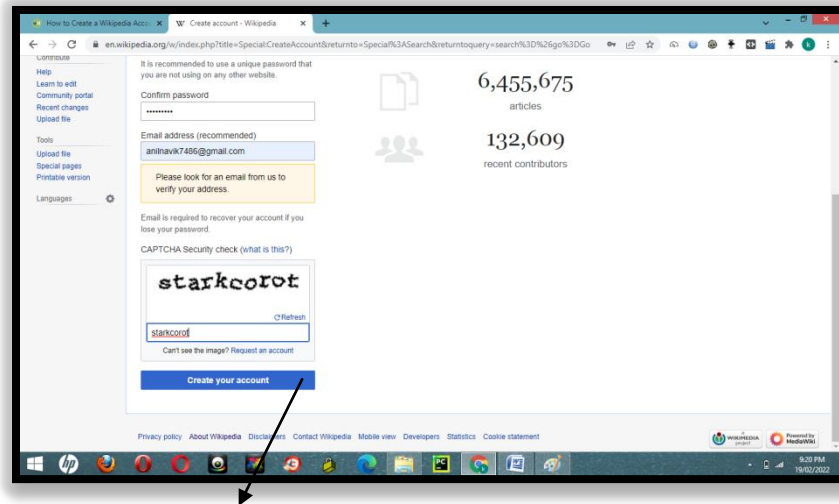 How to Create a Wikipedia Acco
Create account - Wikipedia
en.wikipedia.org/w/index.php?title=Special:CreateAccount&returnto=Special%3ASearch&returntoquery=search%3D%26go%3DGo
Contribute
Help
Learn to edit
Community portal
Recent changes
Upload file
Tools
Upload file
Special pages
Printable version
Languages
It is recommended to use a unique password that
you are not using on any other website.
Confirm password
•••••••••
Email address (recommended)
anilnavik7486@gmail.com
Please look for an email from us to
verify your address.
Email is required to recover your account if you
lose your password.
CAPTCHA Security check (what is this?)
starkcorot
Refresh
starkcorot
Can't see the image? Request an account
Create your account
6,455,675
articles
132,609
recent contributors
Privacy policy About Wikipedia Disclaimers Contact Wikipedia Mobile view Developers Statistics Cookie statement
A
WIKIMEDIA
project
Powered by
MediaWiki
9:20 PM
19/02/2022